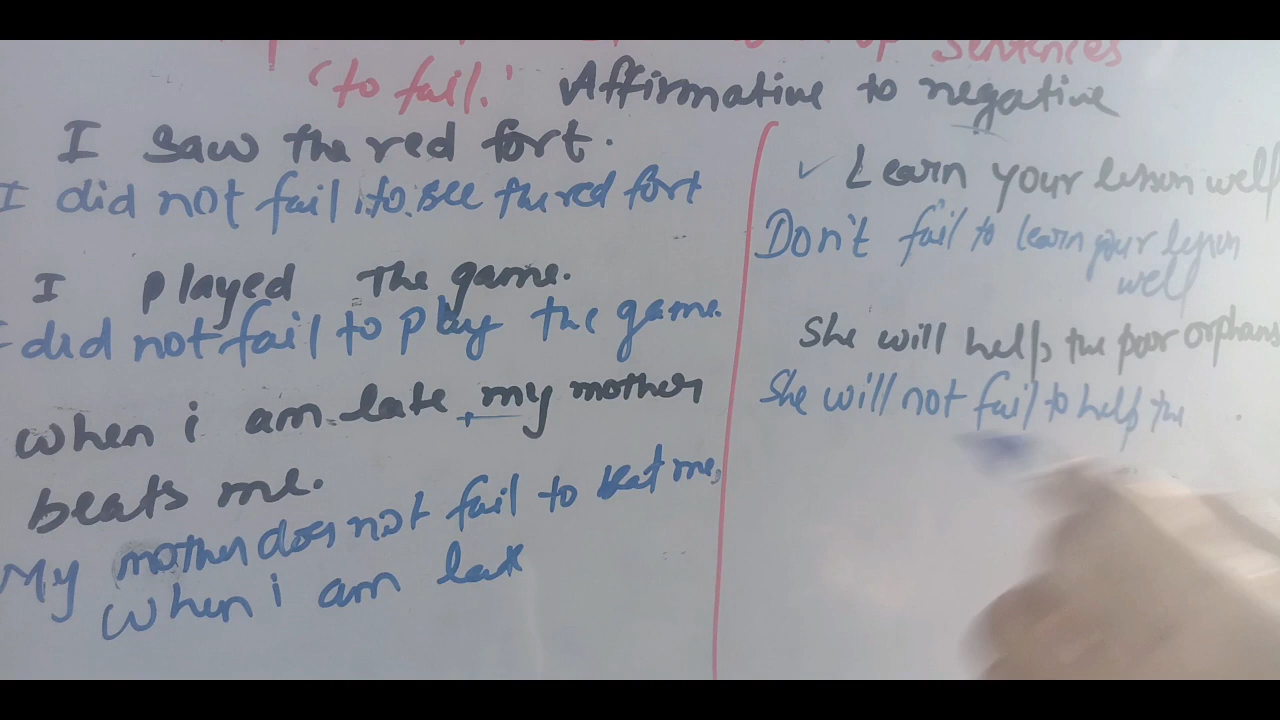 of Sentences
'to fail.' Affirmative to negative
I saw the red fort.
I did not fail to see the red fort
I played the game.
I did not fail to play the game.
when i am late my mother
beats me.
My mother does not fail to beat me,
when i am late
✓ Learn your lesson well
Don't fail to learn your lesson
well
She will help the poor orphans
She will not fail to help the